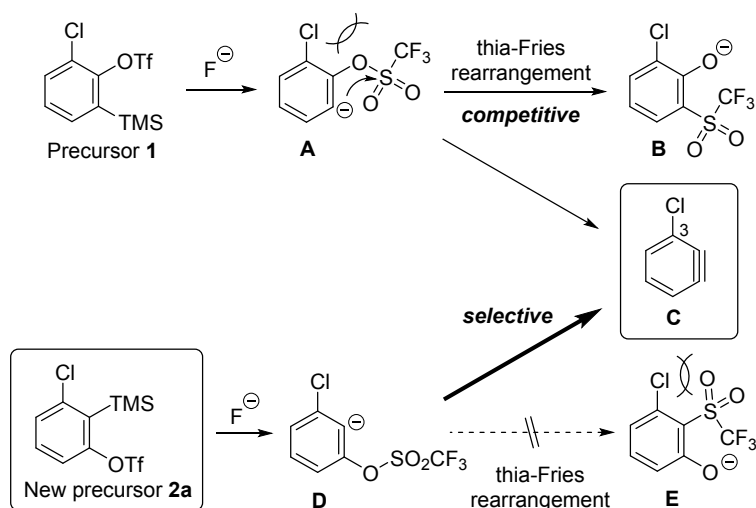 Cl
OTf
TMS
Precursor 1
F⊖
Cl
O
S
CF3
O
O
⊖
A
thia-Fries
rearrangement
competitive
Cl
O⊖
CF3
S
O
O
B
Cl
3
C
selective
Cl
TMS
OTf
New precursor 2a
F⊖
Cl
⊖
O
SO2CF3
D
thia-Fries
rearrangement
Cl
O
O
S
CF3
O⊖
E